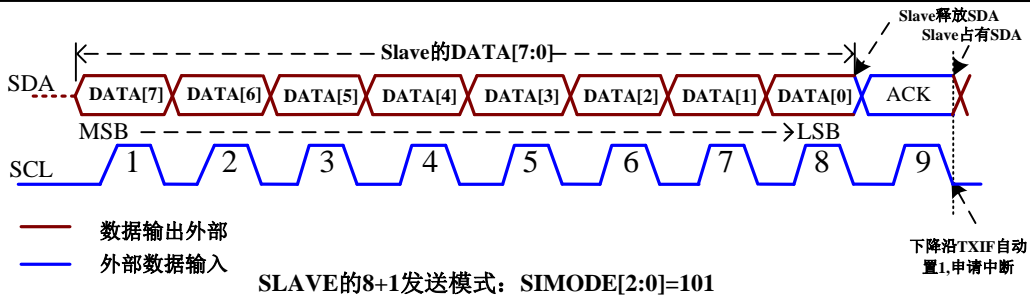 Slave释放SDA
Slave占有SDA
Slave的DATA[7:0]
SDA
DATA[7] DATA[6] DATA[5] DATA[4] DATA[3] DATA[2] DATA[1] DATA[0] ACK
MSB LSB
SCL
1 2 3 4 5 6 7 8 9
数据输出外部
外部数据输入
下降沿TXIF自动
置1,申请中断
SLAVE的8+1发送模式：SIMODE[2:0]=101